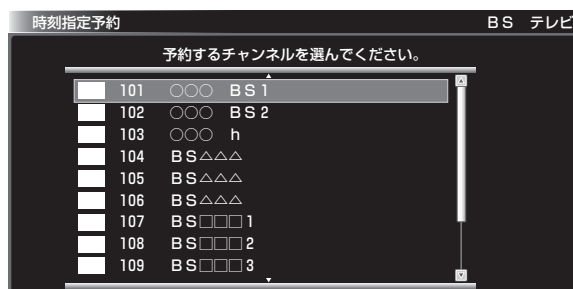 時刻指定予約 BS テレビ
予約するチャンネルを選んでください。
101 ○○○ BS1
102 ○○○ BS2
103 ○○○ h
104 BS△△△
105 BS△△△
106 BS△△△
107 BS□□□1
108 BS□□□2
109 BS□□□3